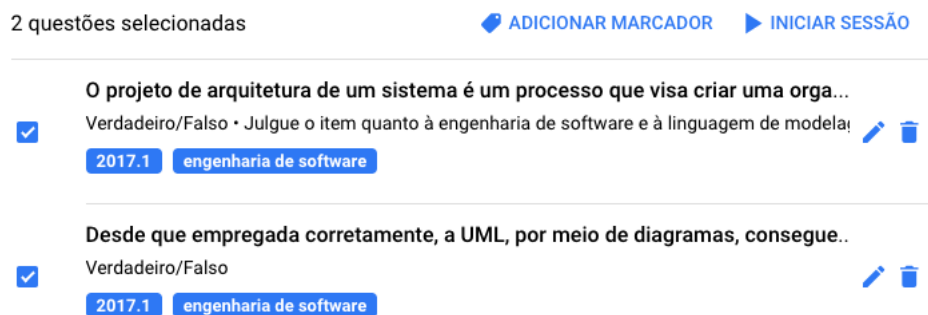 2 questões selecionadas ADICIONAR MARCADOR INICIAR SESSÃO
O projeto de arquitetura de um sistema é um processo que visa criar uma orga...
Verdadeiro/Falso • Julgue o item quanto à engenharia de software e à linguagem de
2017.1 engenharia de software
Desde que empregada corretamente, a UML, por meio de diagramas, consegue..
Verdadeiro/Falso
2017.1 engenharia de software